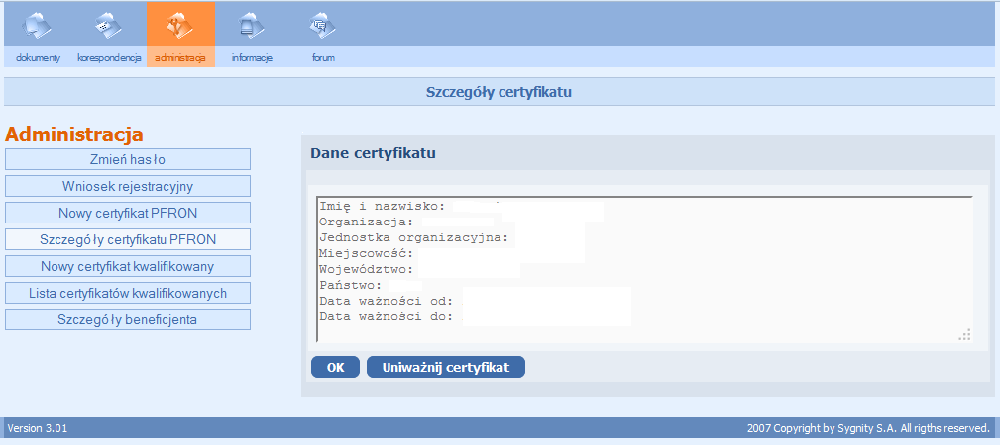 dokumenty korespondencja administracja informacje forum
Szczegóły certyfikatu
Administracja
Zmień hasło
Wniosek rejestracyjny
Nowy certyfikat PFRON
Szczegóły certyfikatu PFRON
Nowy certyfikat kwalifikowany
Lista certyfikatów kwalifikowanych
Szczegóły beneficjenta
Dane certyfikatu
Imię i nazwisko:
Organizacja:
Jednostka organizacyjna:
Miejscowość:
Województwo:
Państwo:
Data ważności od:
Data ważności do:
OK Uniważnij certyfikat
Version 3.01 2007 Copyright by Sygnity S.A. All rigths reserved.